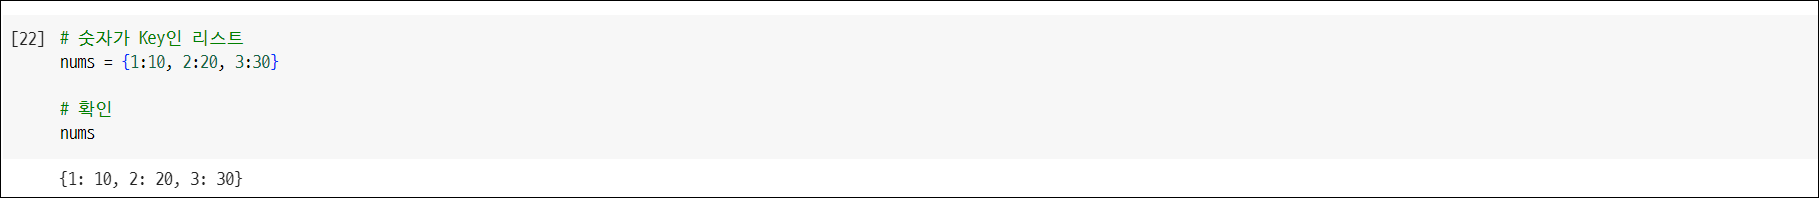 [22] # 숫자가 Key인 리스트
nums = {1:10, 2:20, 3:30}
# 확인
nums
{1: 10, 2: 20, 3: 30}